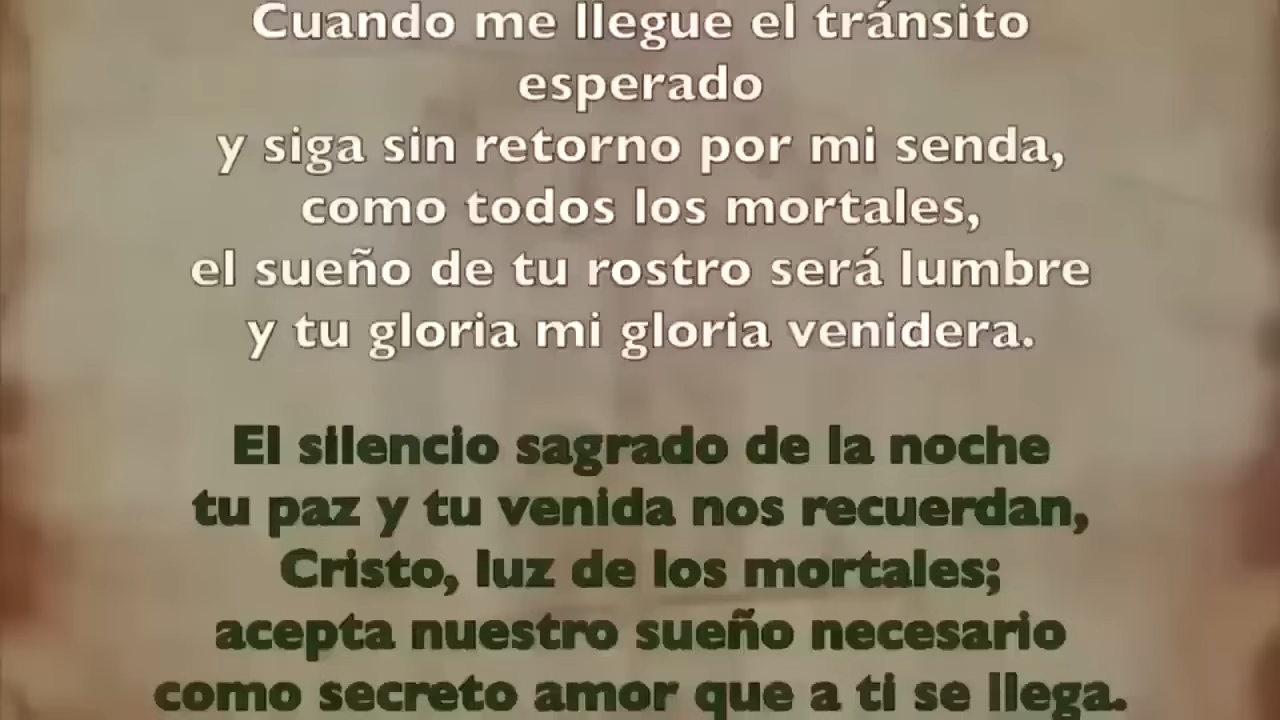 Cuando me llegue el tránsito
esperado
y siga sin retorno por mi senda,
como todos los mortales,
el sueño de tu rostro será lumbre
y tu gloria mi gloria venidera.
El silencio sagrado de la noche
tu paz y tu venida nos recuerdan,
Cristo, luz de los mortales;
acepta nuestro sueño necesario
como secreto amor que a ti se llega.